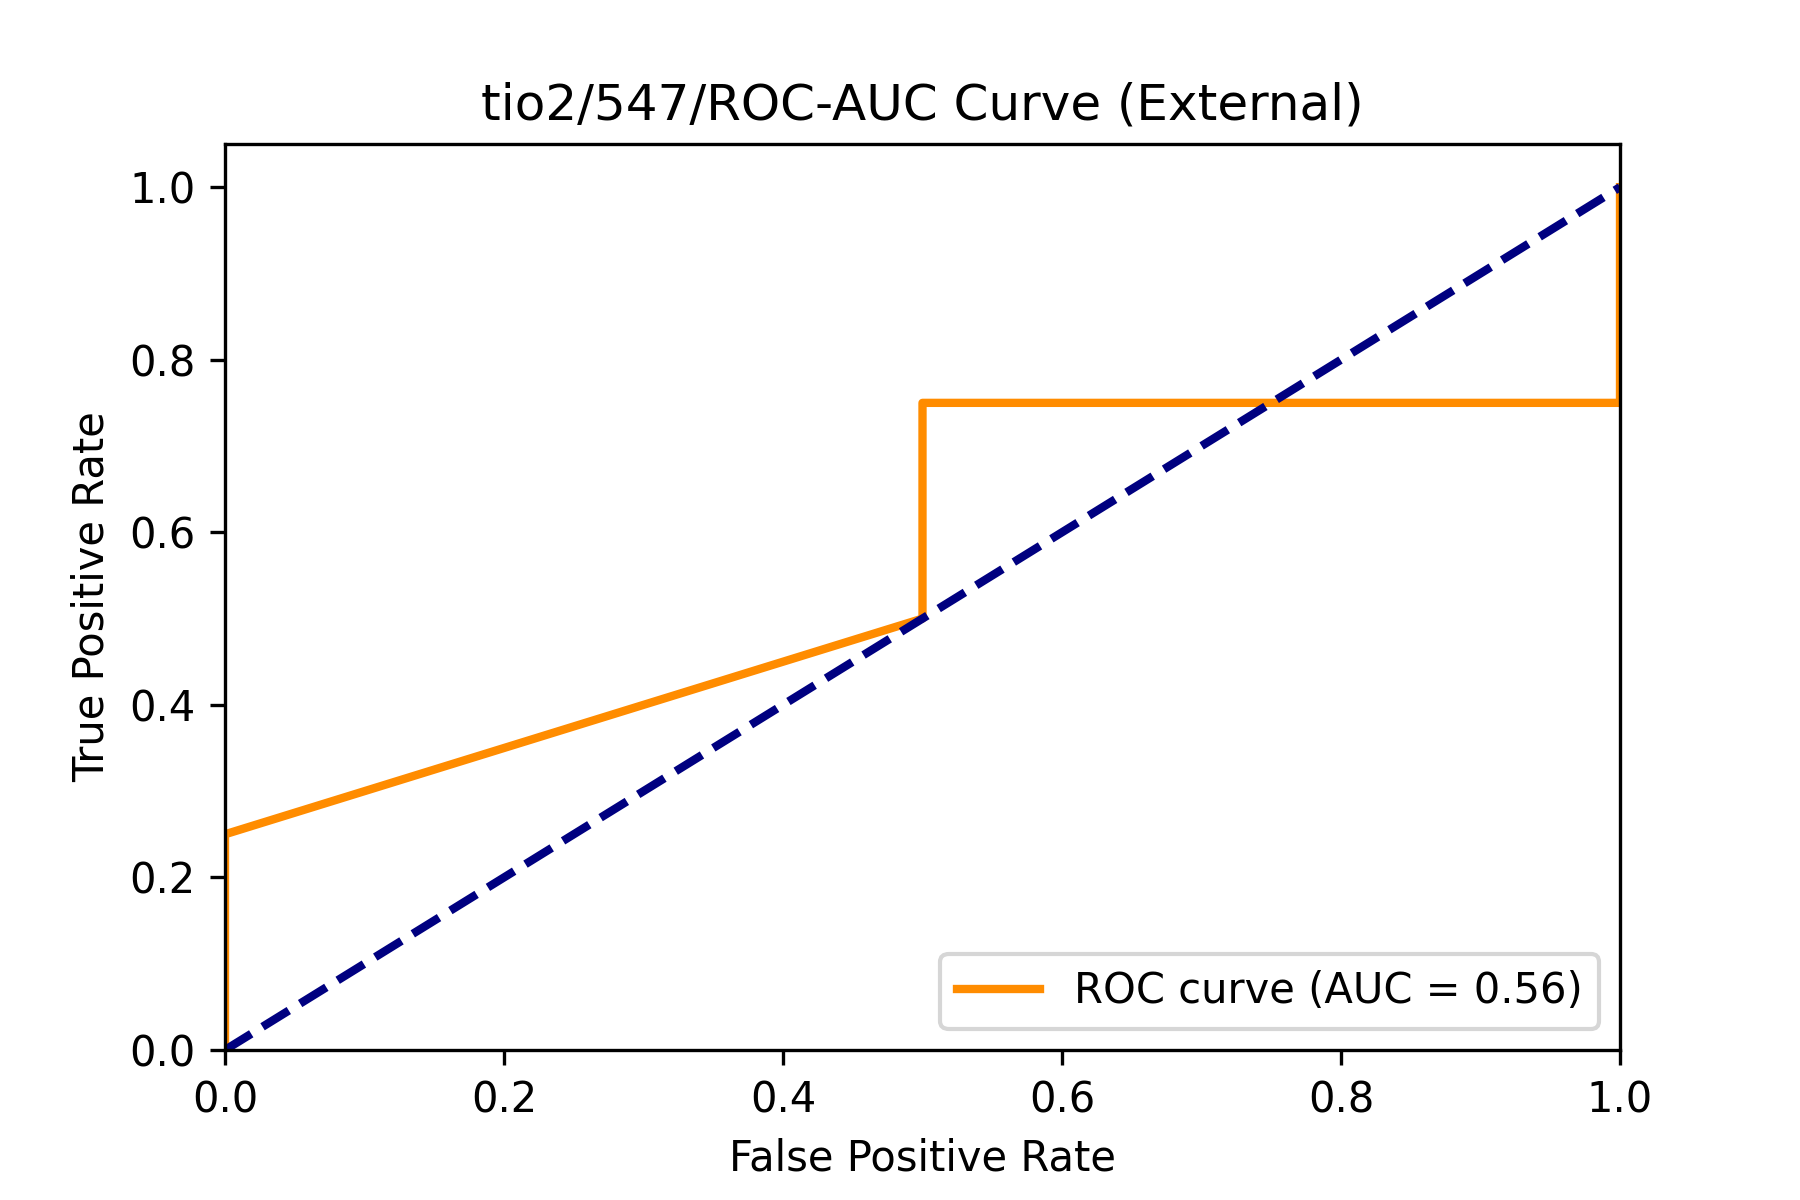 tio2/547/ROC-AUC Curve (External)
1.0
0.8
0.6
0.4
0.2
0.0
True Positive Rate
ROC curve (AUC = 0.56)
0.0 0.2 0.4 0.6 0.8 1.0
False Positive Rate